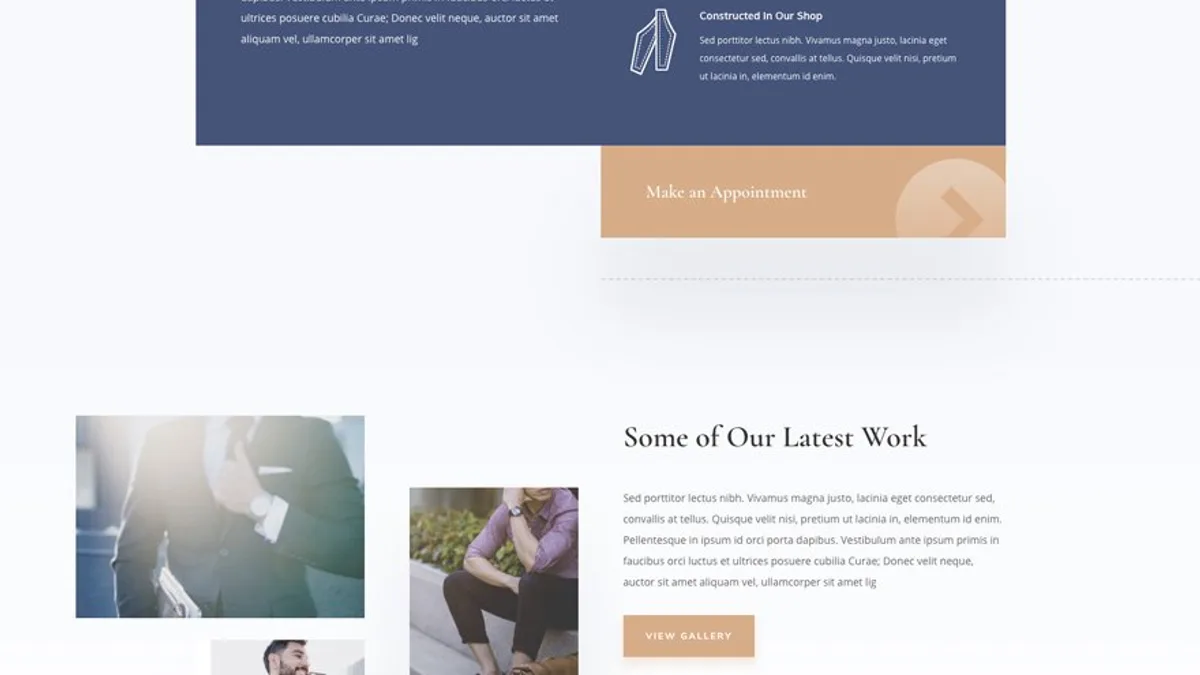 ultrices posuere cubilia Curae; Donec velit neque, auctor sit amet
aliquam vel, ullamcorper sit amet lig
Constructed In Our Shop
Sed porttitor lectus nibh. Vivamus magna justo, lacinia eget
consectetur sed, convallis at tellus. Quisque velit nisi, pretium
ut lacinia in, elementum id enim.
Make an Appointment
Some of Our Latest Work
Sed porttitor lectus nibh. Vivamus magna justo, lacinia eget consectetur sed,
convallis at tellus. Quisque velit nisi, pretium ut lacinia in, elementum id enim.
Pellentesque in ipsum id orci porta dapibus. Vestibulum ante ipsum primis in
faucibus orci luctus et ultrices posuere cubilia Curae; Donec velit neque,
auctor sit amet aliquam vel, ullamcorper sit amet lig
VIEW GALLERY